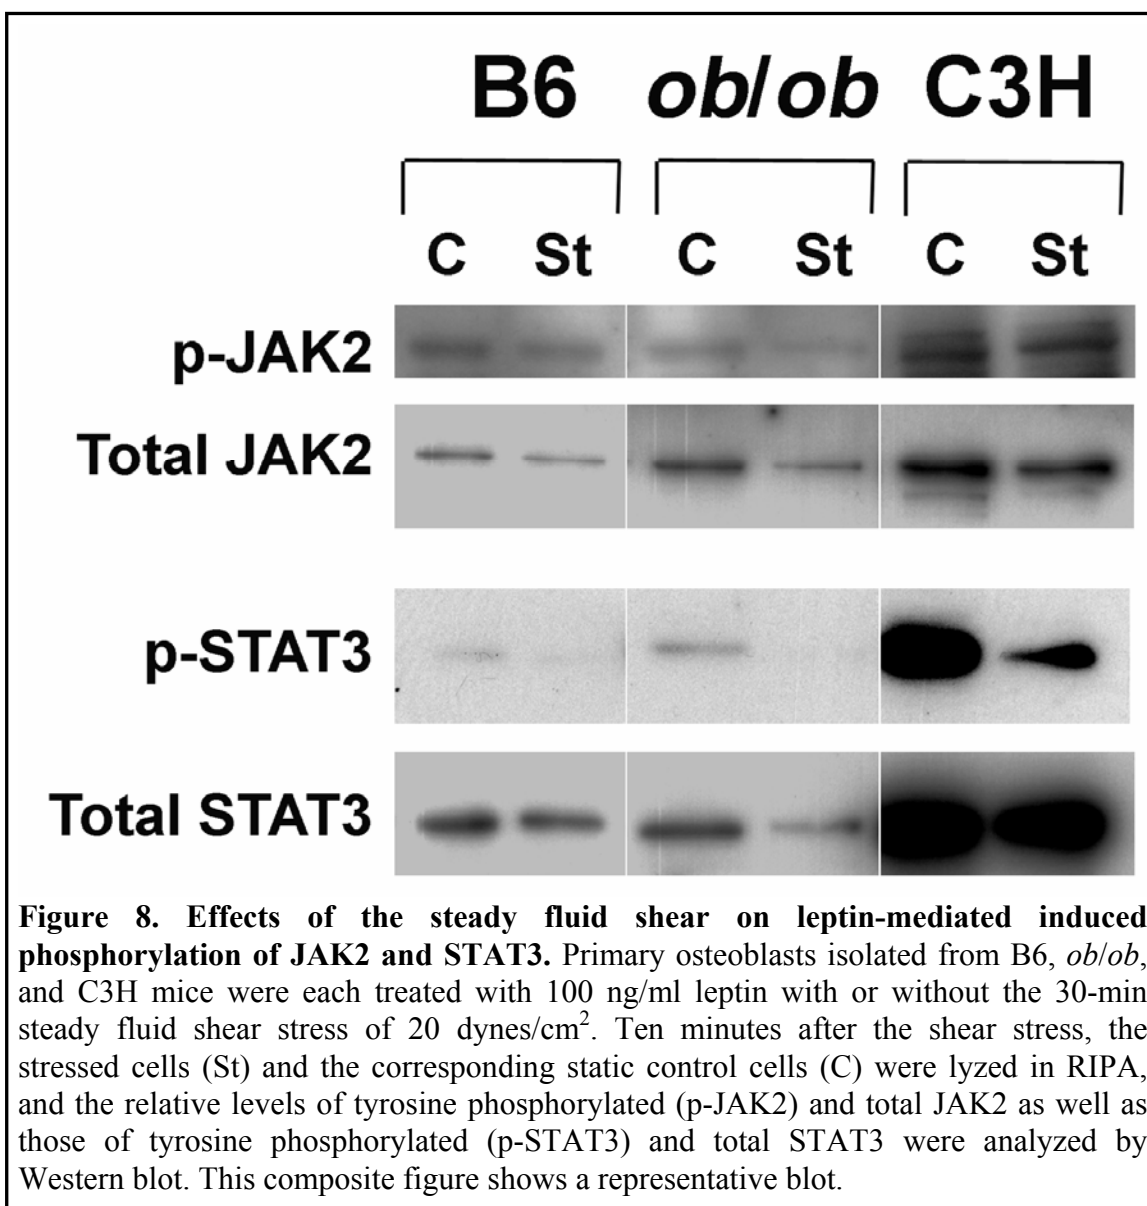 B6 ob/ob C3H
C St C St C St
p-JAK2
Total JAK2
p-STAT3
Total STAT3
Figure 8. Effects of the steady fluid shear on leptin-mediated induced
phosphorylation of JAK2 and STAT3. Primary osteoblasts isolated from B6, ob/ob,
and C3H mice were each treated with 100 ng/ml leptin with or without the 30-min
steady fluid shear stress of 20 dynes/cm². Ten minutes after the shear stress, the
stressed cells (St) and the corresponding static control cells (C) were lyzed in RIPA,
and the relative levels of tyrosine phosphorylated (p-JAK2) and total JAK2 as well as
those of tyrosine phosphorylated (p-STAT3) and total STAT3 were analyzed by
Western blot. This composite figure shows a representative blot.